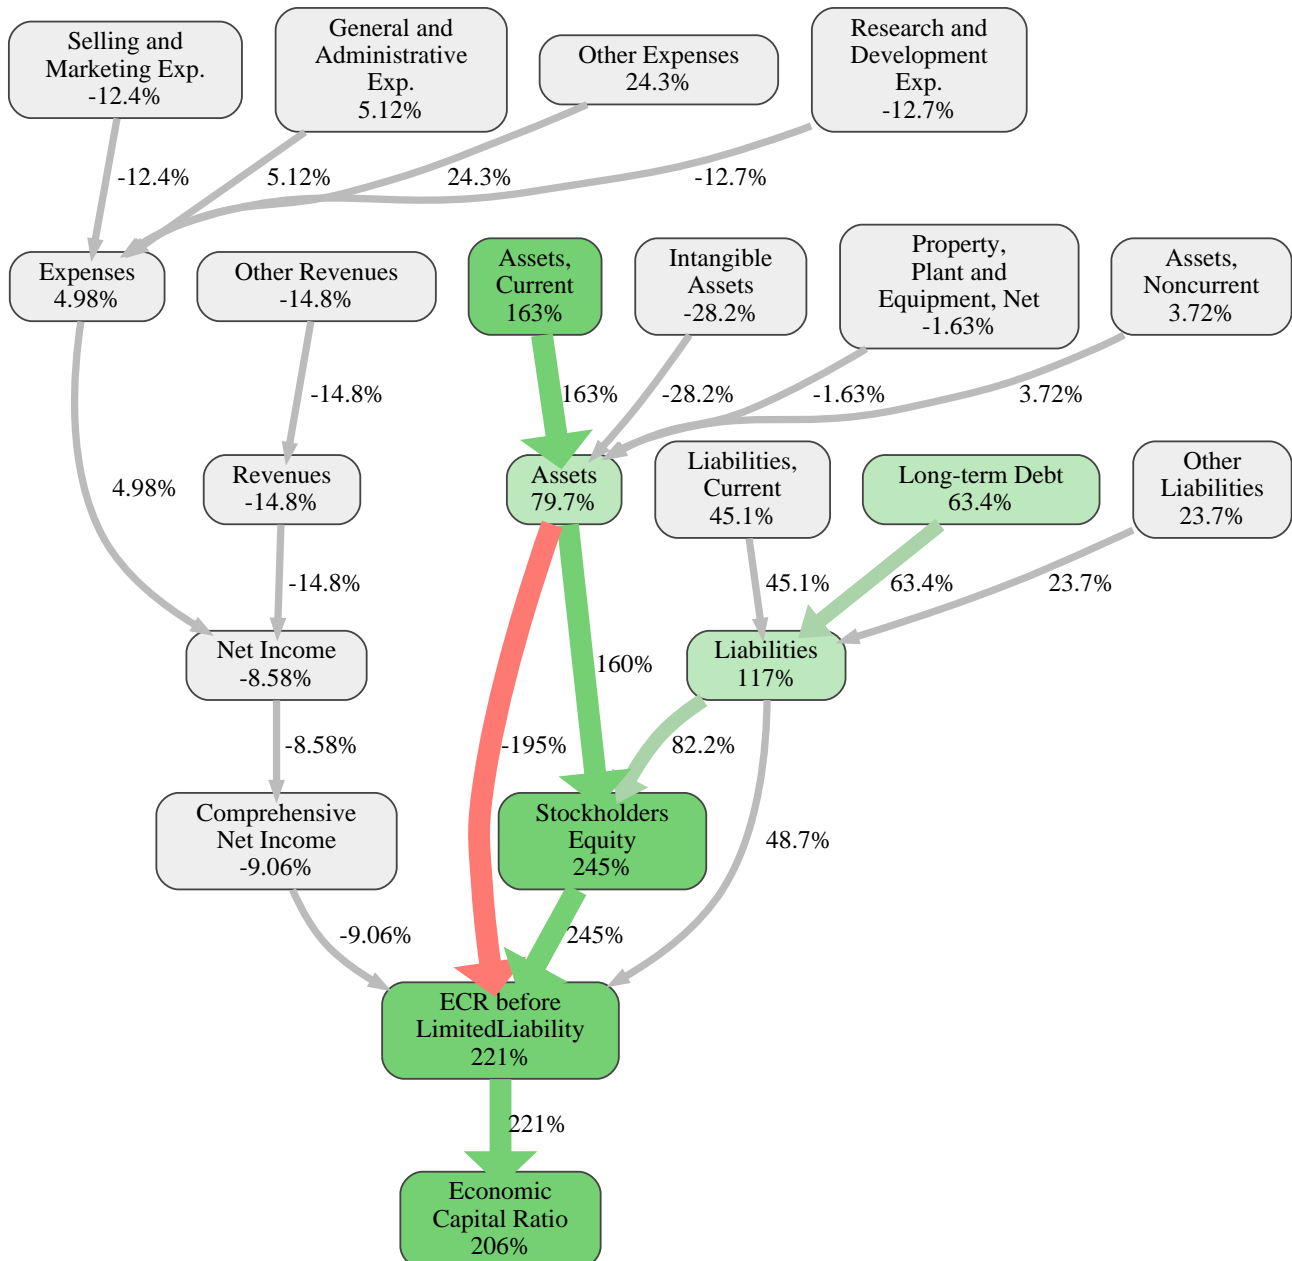 Selling and
Marketing Exp.
-12.4%
General and
Administrative
Exp.
5.12%
Other Expenses
24.3%
Research and
Development
Exp.
-12.7%
-12.4%
5.12%
24.3%
-12.7%
Expenses
4.98%
Other Revenues
-14.8%
Assets,
Current
163%
Intangible
Assets
-28.2%
Property,
Plant and
Equipment, Net
-1.63%
Assets,
Noncurrent
3.72%
-14.8%
163%
-28.2%
-1.63%
3.72%
4.98%
Revenues
-14.8%
Assets
79.7%
Liabilities,
Current
45.1%
Long-term Debt
63.4%
Other
Liabilities
23.7%
-14.8%
45.1%
63.4%
23.7%
Net Income
-8.58%
160%
Liabilities
117%
-8.58%
-195%
82.2%
Comprehensive
Net Income
-9.06%
Stockholders
Equity
245%
48.7%
-9.06%
245%
ECR before
LimitedLiability
221%
221%
Economic
Capital Ratio
206%